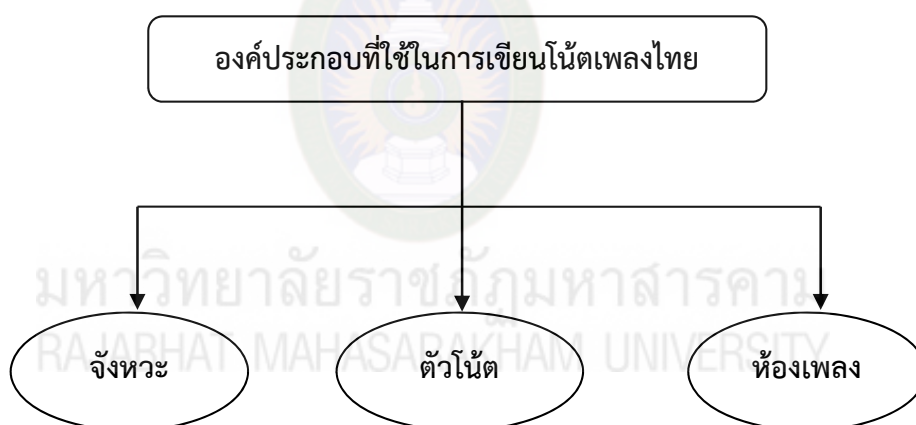 องค์ประกอบที่ใช้ในการเขียนโน้ตเพลงไทย
มหาวิทยาลัยราชภัฏมหาสารคาม
RAJABHAT MAHASARAKHAM UNIVERSITY
จังหวะ
ตัวโน้ต
ห้องเพลง